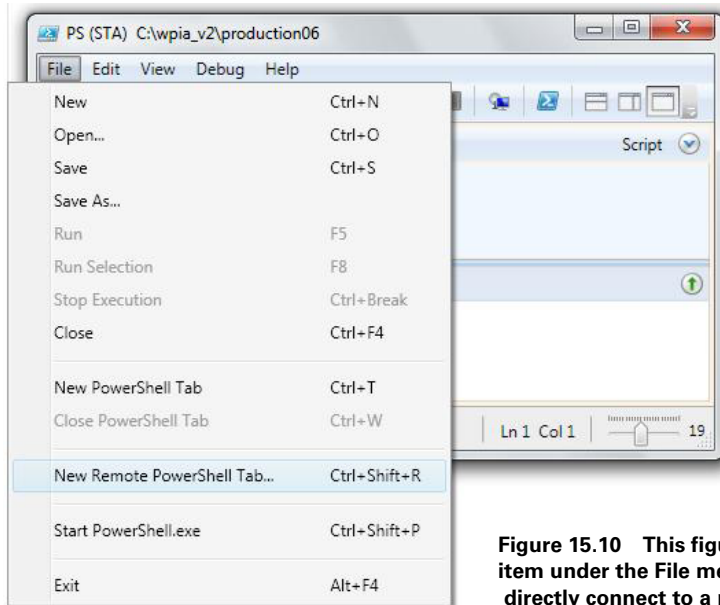 PS (STA) C:\wpia_v2\production06
File Edit View Debug Help
New Ctrl+N
Open... Ctrl+O
Script
Save Ctrl+S
Save As...
Run F5
Run Selection F8
Stop Execution Ctrl+Break
Close Ctrl+F4
New PowerShell Tab Ctrl+T
Close PowerShell Tab Ctrl+W
Ln 1 Col 1 19
New Remote PowerShell Tab... Ctrl+Shift+R
Start PowerShell.exe Ctrl+Shift+P
Exit Alt+F4
Figure 15.10 This figu
item under the File me
directly connect to a